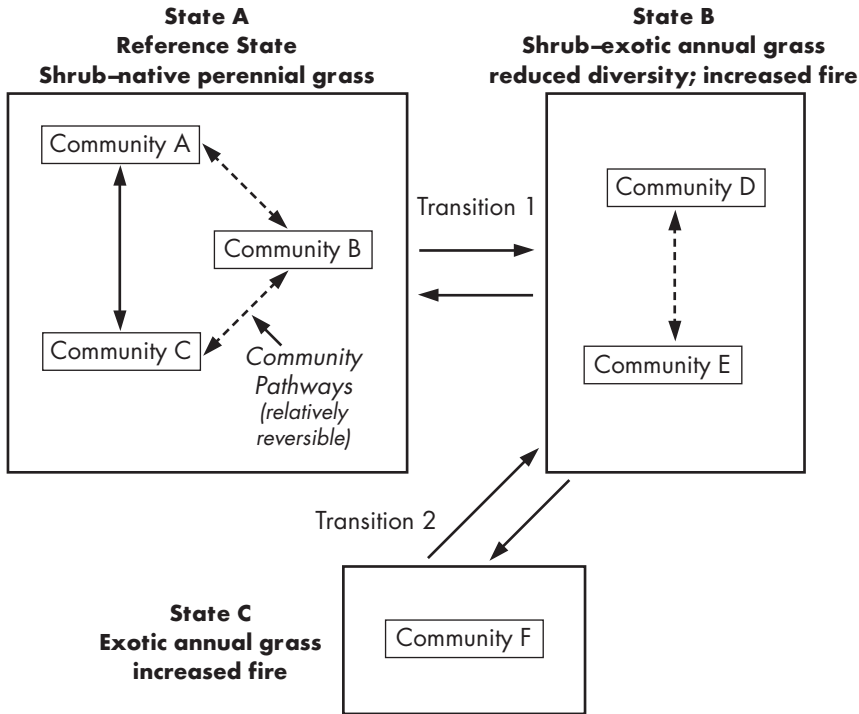 State A
Reference State
Shrub–native perennial grass
State B
Shrub–exotic annual grass
reduced diversity; increased fire
Community A
Community B
Community C
Community
Pathways
(relatively
reversible)
Transition 1
Community D
Community E
Transition 2
State C
Exotic annual grass
increased fire
Community F